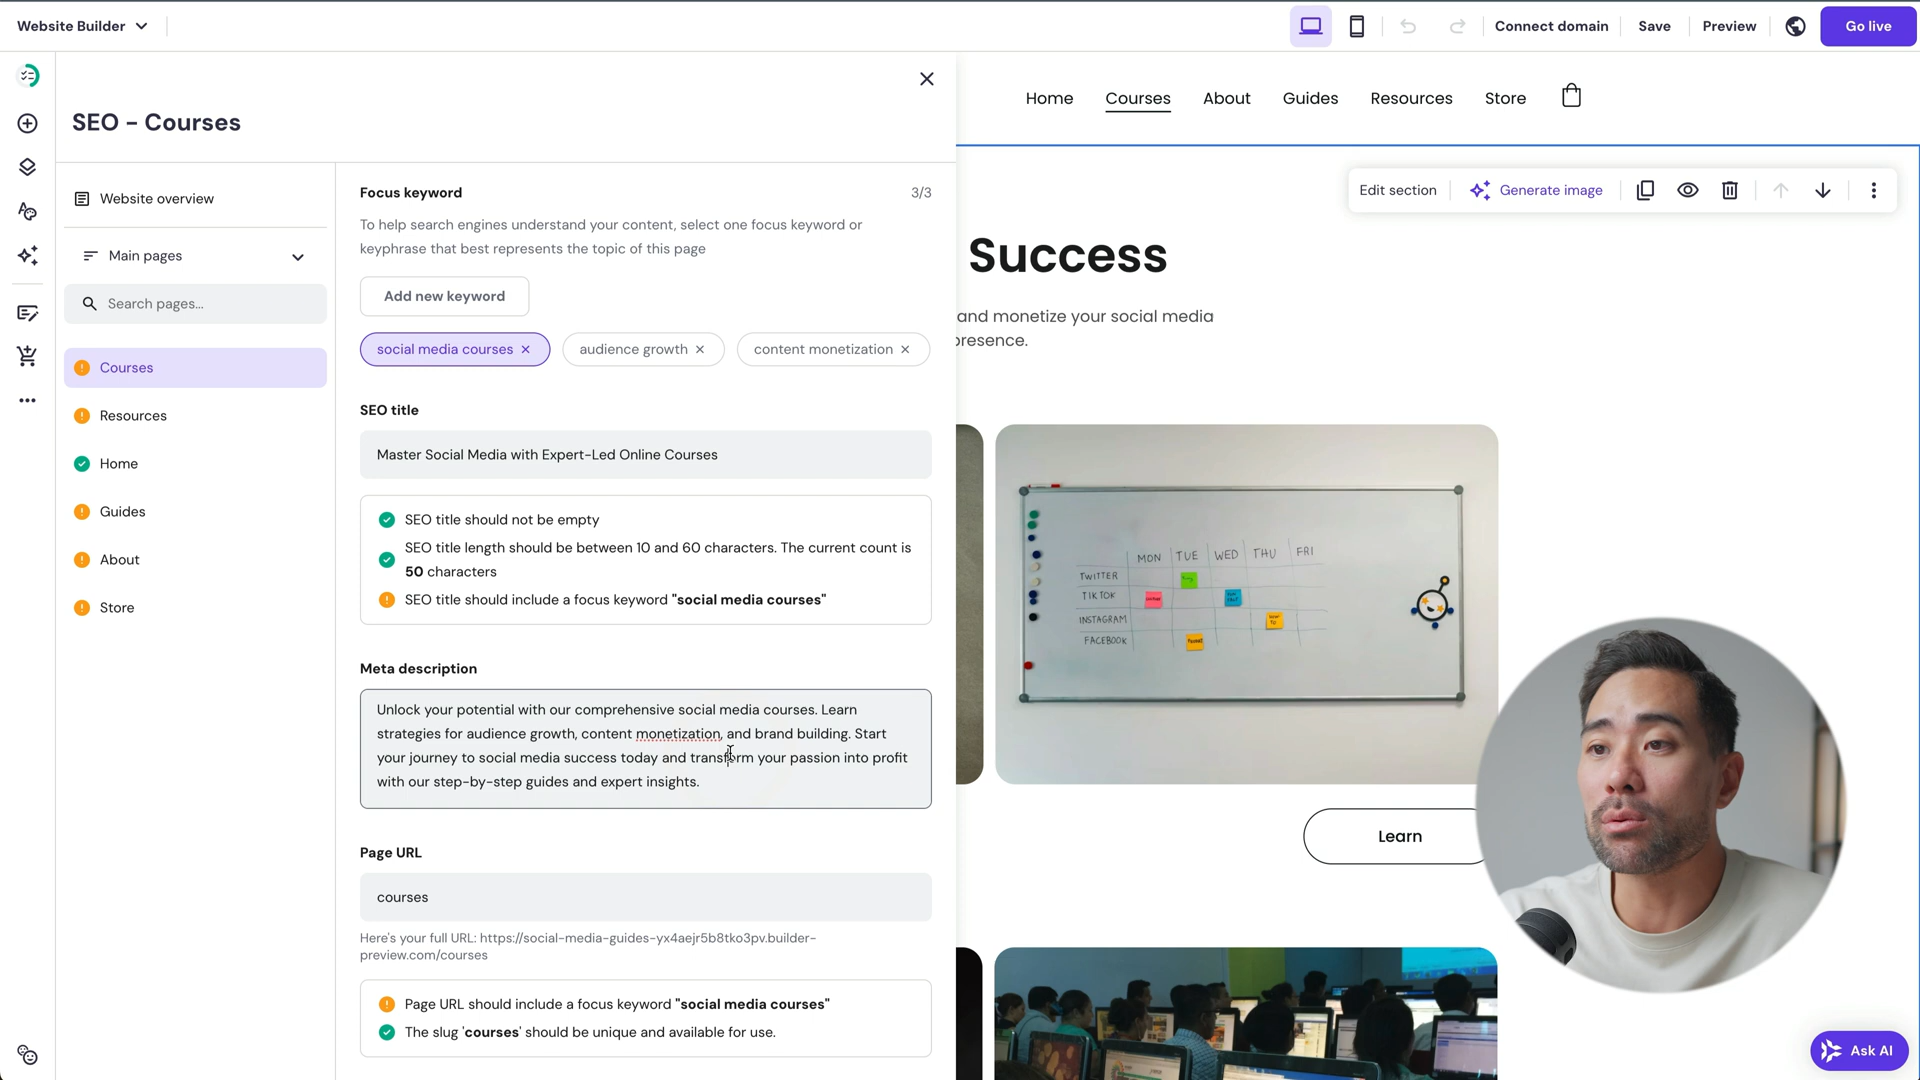 Website Builder
Connect domain
Save
Preview
Go live
SEO – Courses
Home
Courses
About
Guides
Resources
Store
Website overview
Main pages
Search pages...
Courses
Resources
Home
Guides
About
Store
Focus keyword
3/3
To help search engines understand your content, select one focus keyword or
keyphrase that best represents the topic of this page
Add new keyword
social media courses
audience growth
content monetization
SEO title
Master Social Media with Expert-Led Online Courses
SEO title should not be empty
SEO title length should be between 10 and 60 characters. The current count is
50 characters
SEO title should include a focus keyword "social media courses"
Meta description
Unlock your potential with our comprehensive social media courses. Learn
strategies for audience growth, content monetization, and brand building. Start
your journey to social media success today and transform your passion into profit
with our step-by-step guides and expert insights.
Page URL
courses
Here's your full URL: https://social-media-guides-yx4aejr5b8tko3pv.builder-
preview.com/courses
Page URL should include a focus keyword "social media courses"
The slug 'courses' should be unique and available for use.
Edit section
Generate image
Success
and monetize your social media
presence.
MON TUE WED THU FRI
TWITTER
TIKTOK
INSTAGRAM
FACEBOOK
Learn
Ask AI